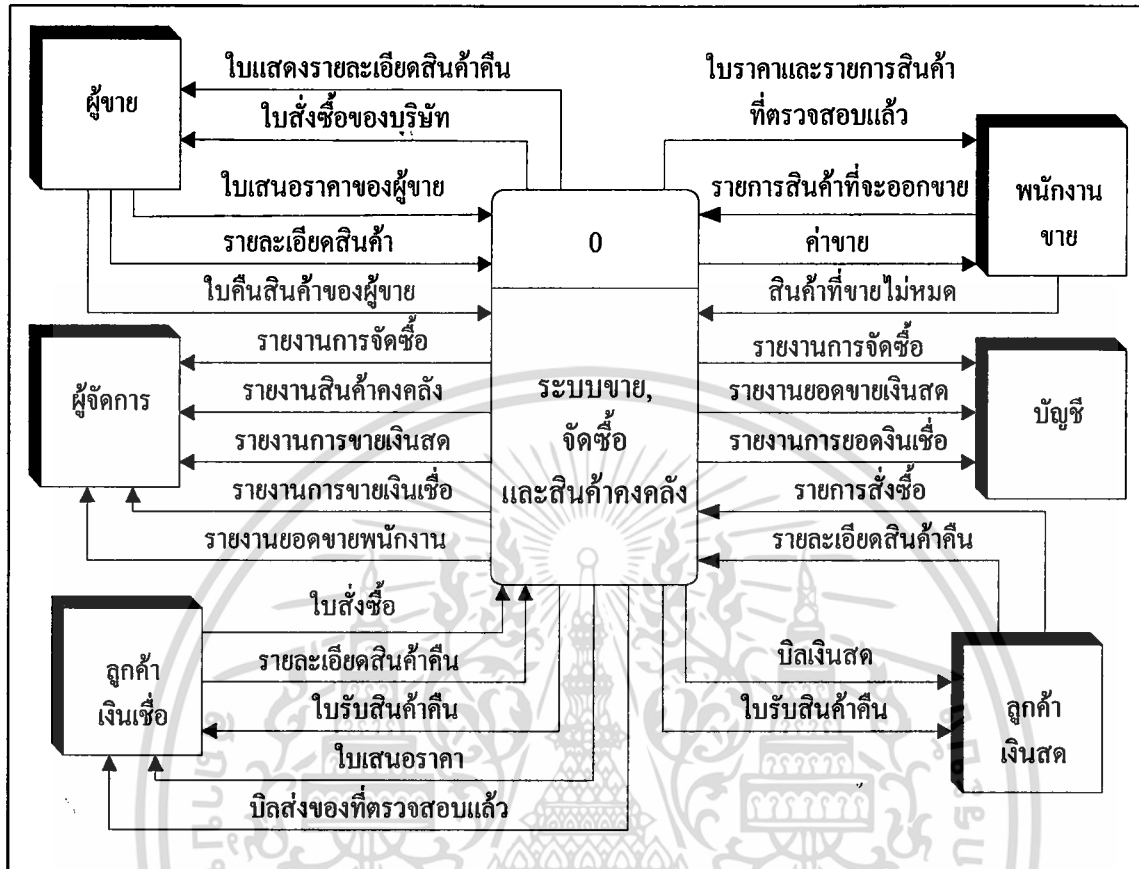 ผู้ขาย
ใบแสดงรายละเอียดสินค้าคืน
ใบสั่งซื้อของบริษัท
ใบเสนอราคาของผู้ขาย
รายละเอียดสินค้า
ใบคืนสินค้าของผู้ขาย
ใบราคาและรายการสินค้า
ที่ตรวจสอบแล้ว
รายการสินค้าที่จะออกขาย
ค่าขาย
สินค้าที่ขายไม่หมด
พนักงาน
ขาย
0
ระบบขาย,
จัดซื้อ
และสินค้าคงคลัง
ผู้จัดการ
รายงานการจัดซื้อ
รายงานสินค้าคงคลัง
รายงานการขายเงินสด
รายงานการขายเงินเชื่อ
รายงานยอดขายพนักงาน
รายงานการจัดซื้อ
รายงานยอดขายเงินสด
รายงานการยอดเงินเชื่อ
บัญชี
รายการสั่งซื้อ
รายละเอียดสินค้าคืน
ลูกค้า
เงินเชื่อ
ใบสั่งซื้อ
รายละเอียดสินค้าคืน
ใบรับสินค้าคืน
ใบเสนอราคา
บิลส่งของที่ตรวจสอบแล้ว
บิลเงินสด
ใบรับสินค้าคืน
ลูกค้า
เงินสด